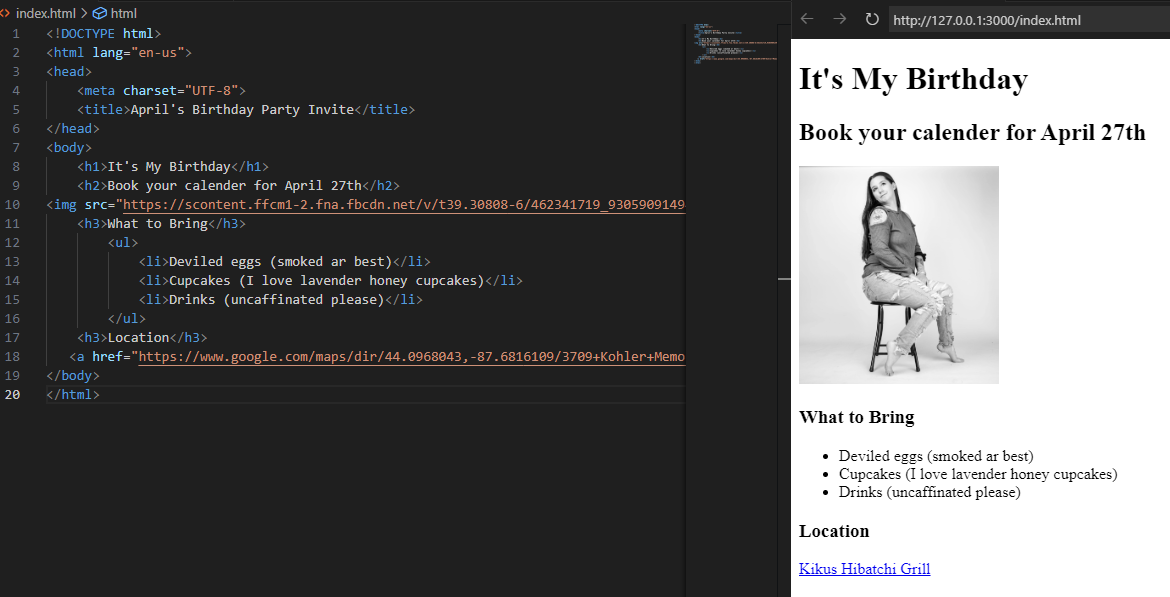 index.html > html
1 <!DOCTYPE html>
2 <html lang="en-us">
3 <head>
4 <meta charset="UTF-8">
5 <title>April's Birthday Party Invite</title>
6 </head>
7 <body>
8 <h1>It's My Birthday</h1>
9 <h2>Book your calender for April 27th</h2>
10 <img src="https://scontent.ffcm1-2.fna.fbcdn.net/v/t39.30808-6/462341719_9305909149
11 <h3>What to Bring</h3>
12 <ul>
13 <li>Deviled eggs (smoked ar best)</li>
14 <li>Cupcakes (I love lavender honey cupcakes)</li>
15 <li>Drinks (uncaffinated please)</li>
16 </ul>
17 <h3>Location</h3>
18 <a href="https://www.google.com/maps/dir/44.0968043,-87.6816109/3709+Kohler+Memo
19 </body>
20 </html>
http://127.0.0.1:3000/index.html
It's My Birthday
Book your calender for April 27th
What to Bring
• Deviled eggs (smoked ar best)
• Cupcakes (I love lavender honey cupcakes)
• Drinks (uncaffinated please)
Location
Kikus Hibatchi Grill